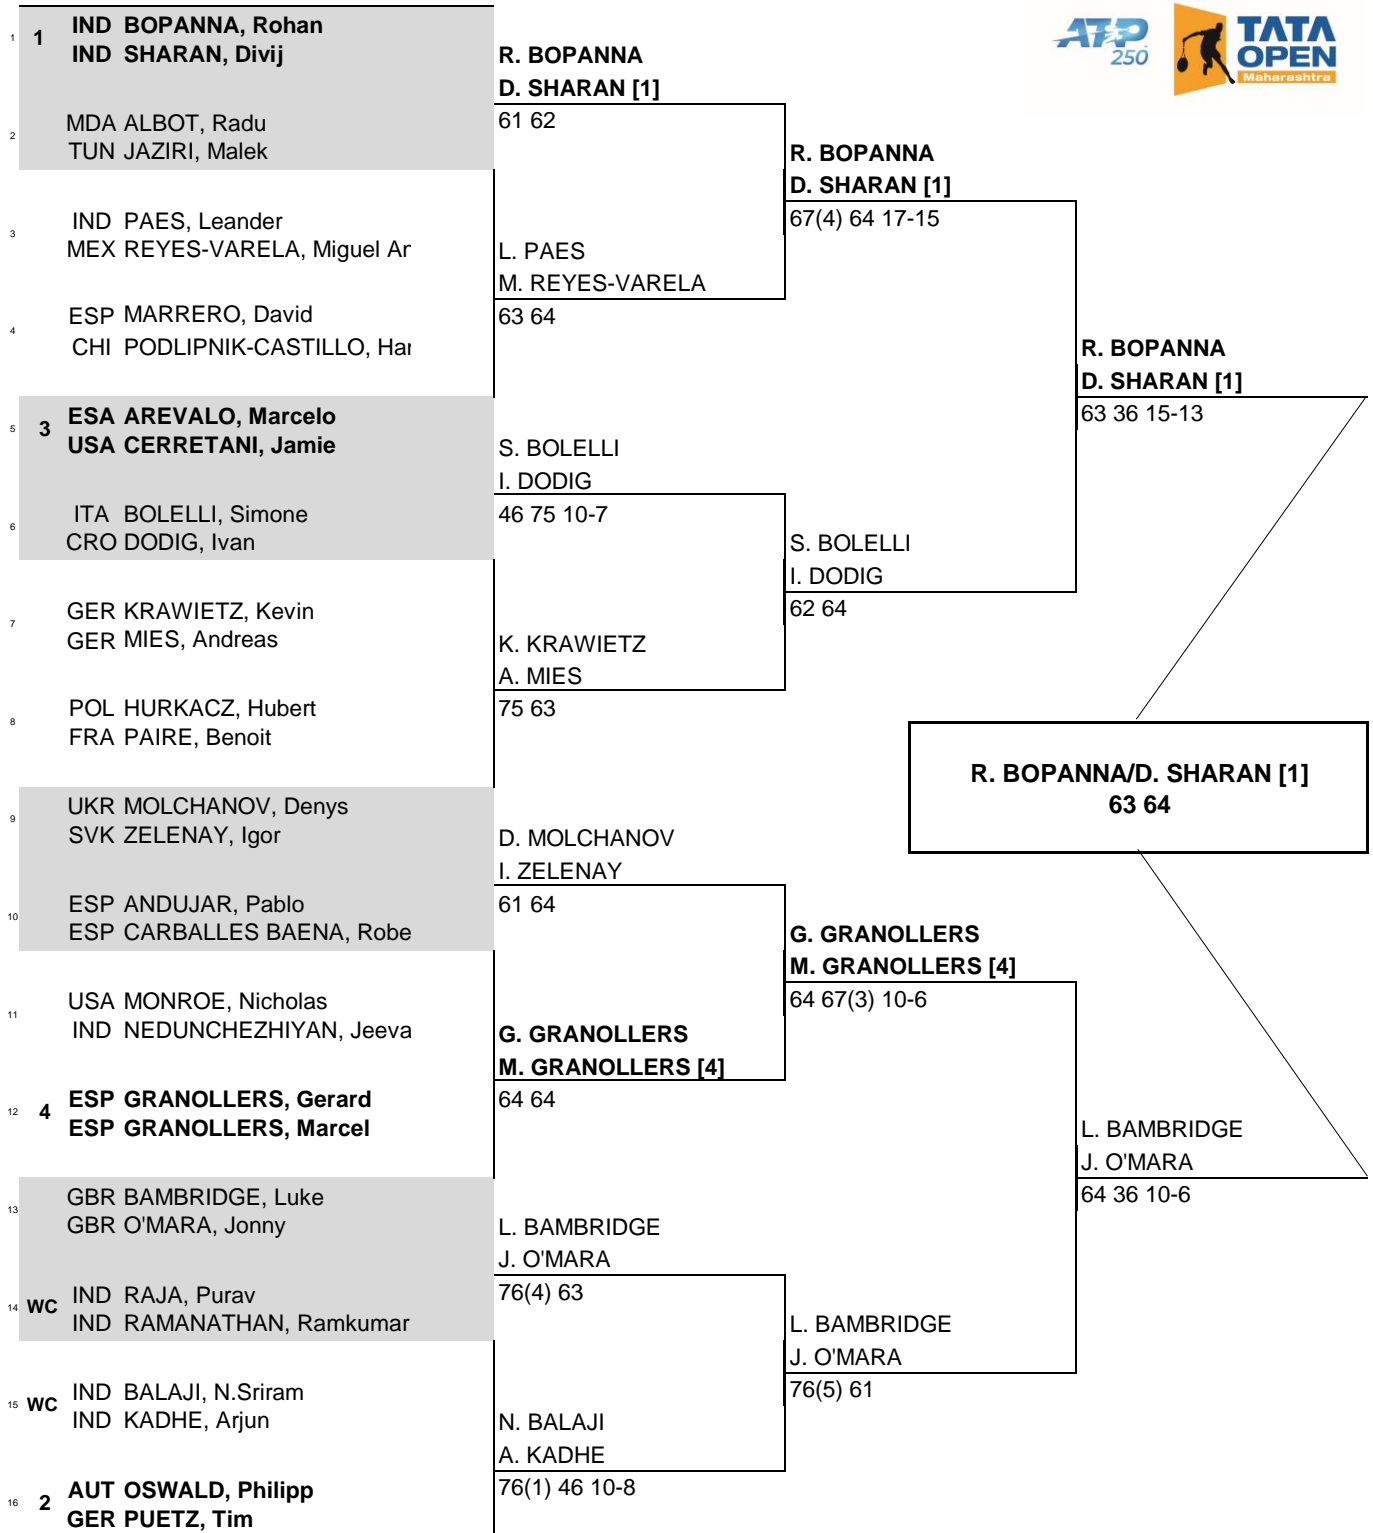 ATP 250
TATA OPEN
Maharashtra
1 1 IND BOPANNA, Rohan
IND SHARAN, Divij
2 MDA ALBOT, Radu
TUN JAZIRI, Malek
3 IND PAES, Leander
MEX REYES-VARELA, Miguel Ar
4 ESP MARRERO, David
CHI PODLIPNIK-CASTILLO, Har
5 3 ESA AREVALO, Marcelo
USA CERRETANI, Jamie
6 ITA BOLELLI, Simone
CRO DODIG, Ivan
7 GER KRAWIETZ, Kevin
GER MIES, Andreas
8 POL HURKACZ, Hubert
FRA PAIRE, Benoit
9 UKR MOLCHANOV, Denys
SVK ZELENAY, Igor
10 ESP ANDUJAR, Pablo
ESP CARBALLES BAENA, Robe
11 USA MONROE, Nicholas
IND NEDUNCHEZHIYAN, Jeeva
12 4 ESP GRANOLLERS, Gerard
ESP GRANOLLERS, Marcel
13 GBR BAMBRIDGE, Luke
GBR O'MARA, Jonny
14 WC IND RAJA, Purav
IND RAMANATHAN, Ramkumar
15 WC IND BALAJI, N.Sriram
IND KADHE, Arjun
16 2 AUT OSWALD, Philipp
GER PUETZ, Tim
R. BOPANNA
D. SHARAN [1]
61 62
L. PAES
M. REYES-VARELA
63 64
S. BOLELLI
I. DODIG
46 75 10-7
K. KRAWIETZ
A. MIES
75 63
D. MOLCHANOV
I. ZELENAY
61 64
G. GRANOLLERS
M. GRANOLLERS [4]
64 64
L. BAMBRIDGE
J. O'MARA
76(4) 63
N. BALAJI
A. KADHE
76(1) 46 10-8
R. BOPANNA
D. SHARAN [1]
67(4) 64 17-15
S. BOLELLI
I. DODIG
62 64
G. GRANOLLERS
M. GRANOLLERS [4]
64 67(3) 10-6
L. BAMBRIDGE
J. O'MARA
76(5) 61
R. BOPANNA
D. SHARAN [1]
63 36 15-13
L. BAMBRIDGE
J. O'MARA
64 36 10-6
R. BOPANNA/D. SHARAN [1]
63 64